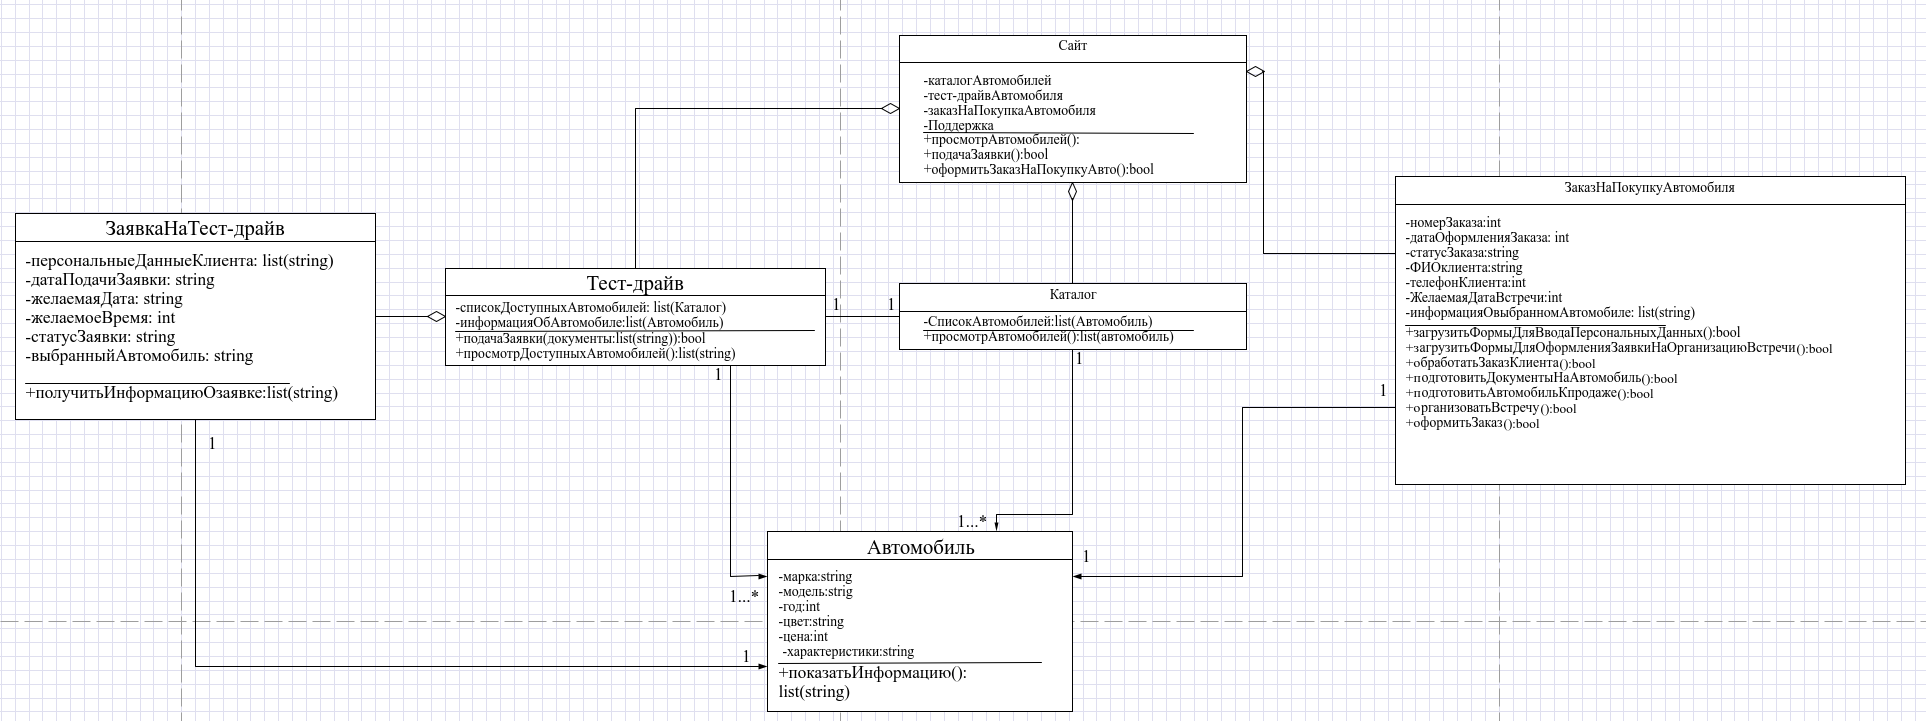 Сайт
-каталогАвтомобилей
-тест-драйвАвтомобиля
-заказНаПокупкаАвтомобиля
-Поддержка
+просмотрАвтомобилей():
+подачаЗаявки():bool
+оформитьЗаказНаПокупкуАвто():bool
ЗаявкаНаТест-драйв
-персональныеДанныеКлиента: list(string)
-датаПодачиЗаявки: string
-желаемаяДата: string
-желаемоеВремя: int
-статусЗаявки: string
-выбранныйАвтомобиль: string
+получитьИнформациюОзаявке:list(string)
1
Тест-драйв
-списокДоступныхАвтомобилей: list(Каталог)
-информацияОбАвтомобиле:list(Автомобиль)
+подачаЗаявки(документы:list(string)):bool
+просмотрДоступныхАвтомобилей():list(string)
1
1
1
Каталог
-СписокАвтомобилей:list(Автомобиль)
+просмотрАвтомобилей():list(автомобиль)
1
ЗаказНаПокупкуАвтомобиля
-номерЗаказа:int
-датаОформленияЗаказа: int
-статусЗаказа:string
-ФИОклиента:string
-телефонКлиента:int
-ЖелаемаяДатаВстречи:int
-информацияОвыбранномАвтомобиле: list(string)
+загрузитьФормыДляВводаПерсональныхДанных():bool
+загрузитьФормыДляОформленияЗаявкиНаОрганизациюВстречи():bool
+обработатьЗаказКлиента():bool
+подготовитьДокументыНаАвтомобиль():bool
+подготовитьАвтомобильКпродаже():bool
+организоватьВстречу():bool
+оформитьЗаказ():bool
1
1...*
1
1...*
1
Автомобиль
-марка:string
-модель:strig
-год:int
-цвет:string
-цена:int
-характеристики:string
+показатьИнформацию():
list(string)